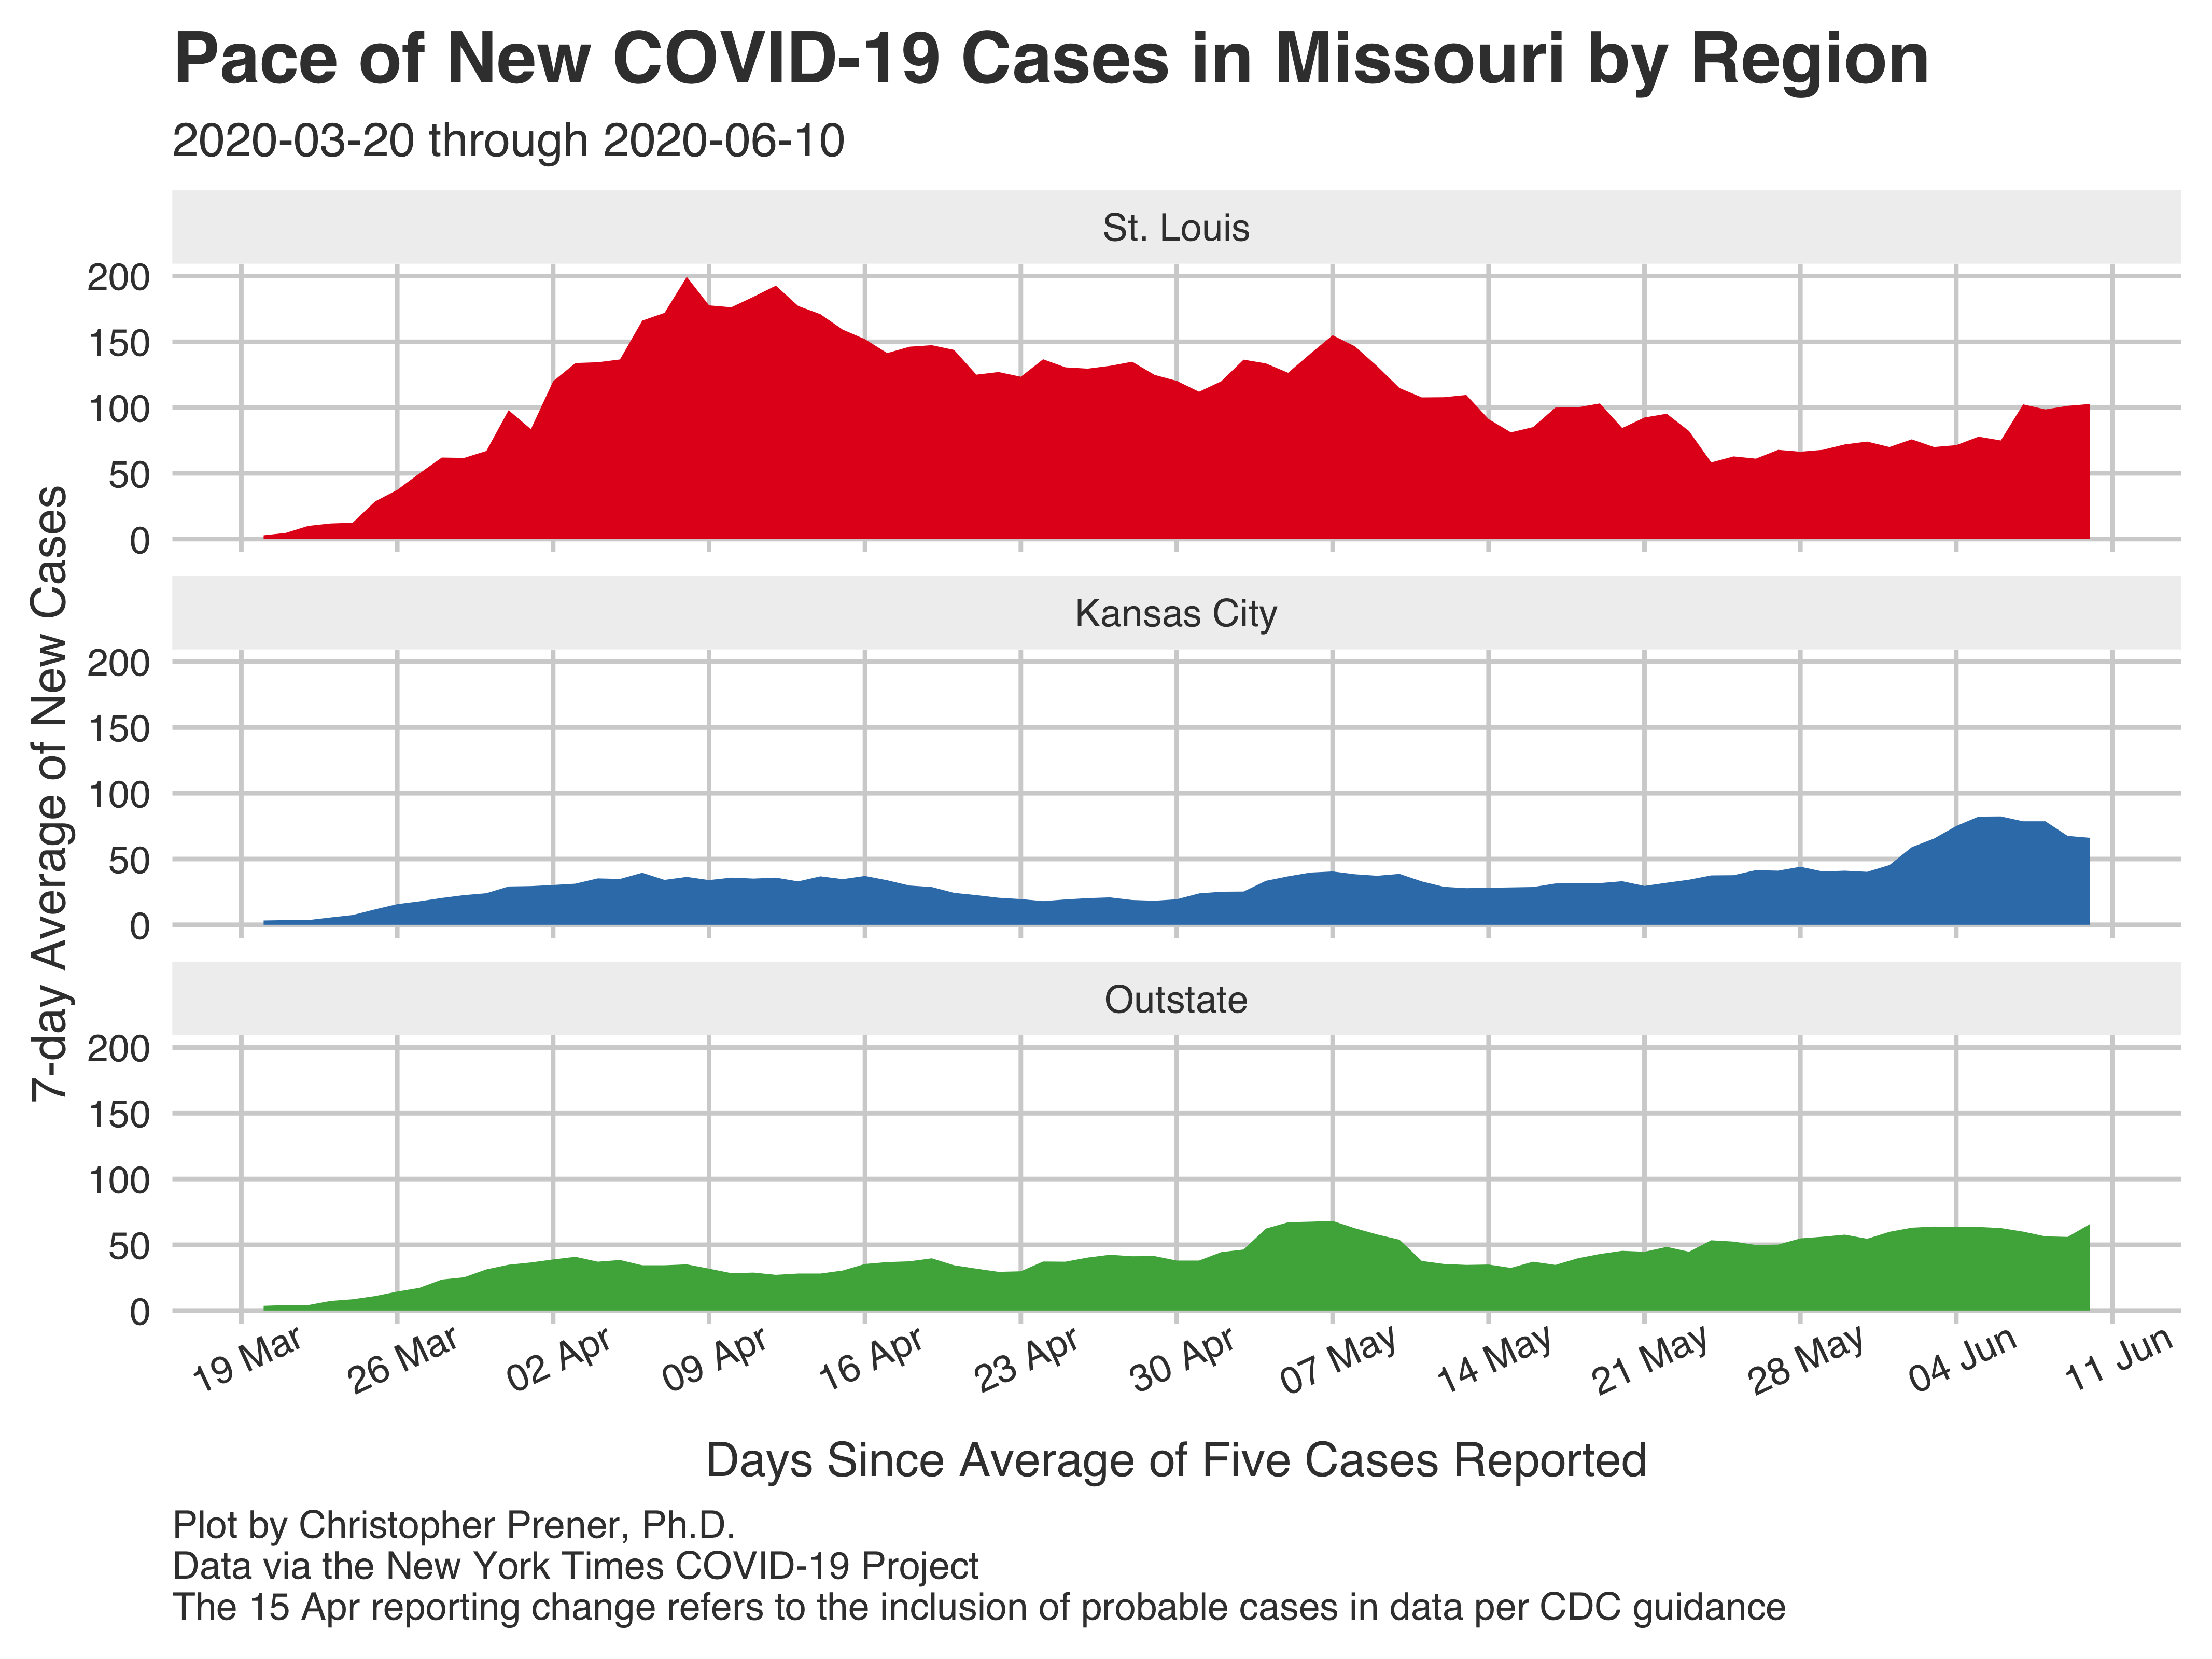 Pace of New COVID-19 Cases in Missouri by Region
2020-03-20 through 2020-06-10
St. Louis
200
150
100
50
0
Kansas City
200
150
100
50
0
Outstate
200
150
100
50
0
7-day Average of New Cases
19 Mar
26 Mar
02 Apr
09 Apr
16 Apr
23 Apr
30 Apr
07 May
14 May
21 May
28 May
04 Jun
11 Jun
Days Since Average of Five Cases Reported
Plot by Christopher Prener, Ph.D.
Data via the New York Times COVID-19 Project
The 15 Apr reporting change refers to the inclusion of probable cases in data per CDC guidance